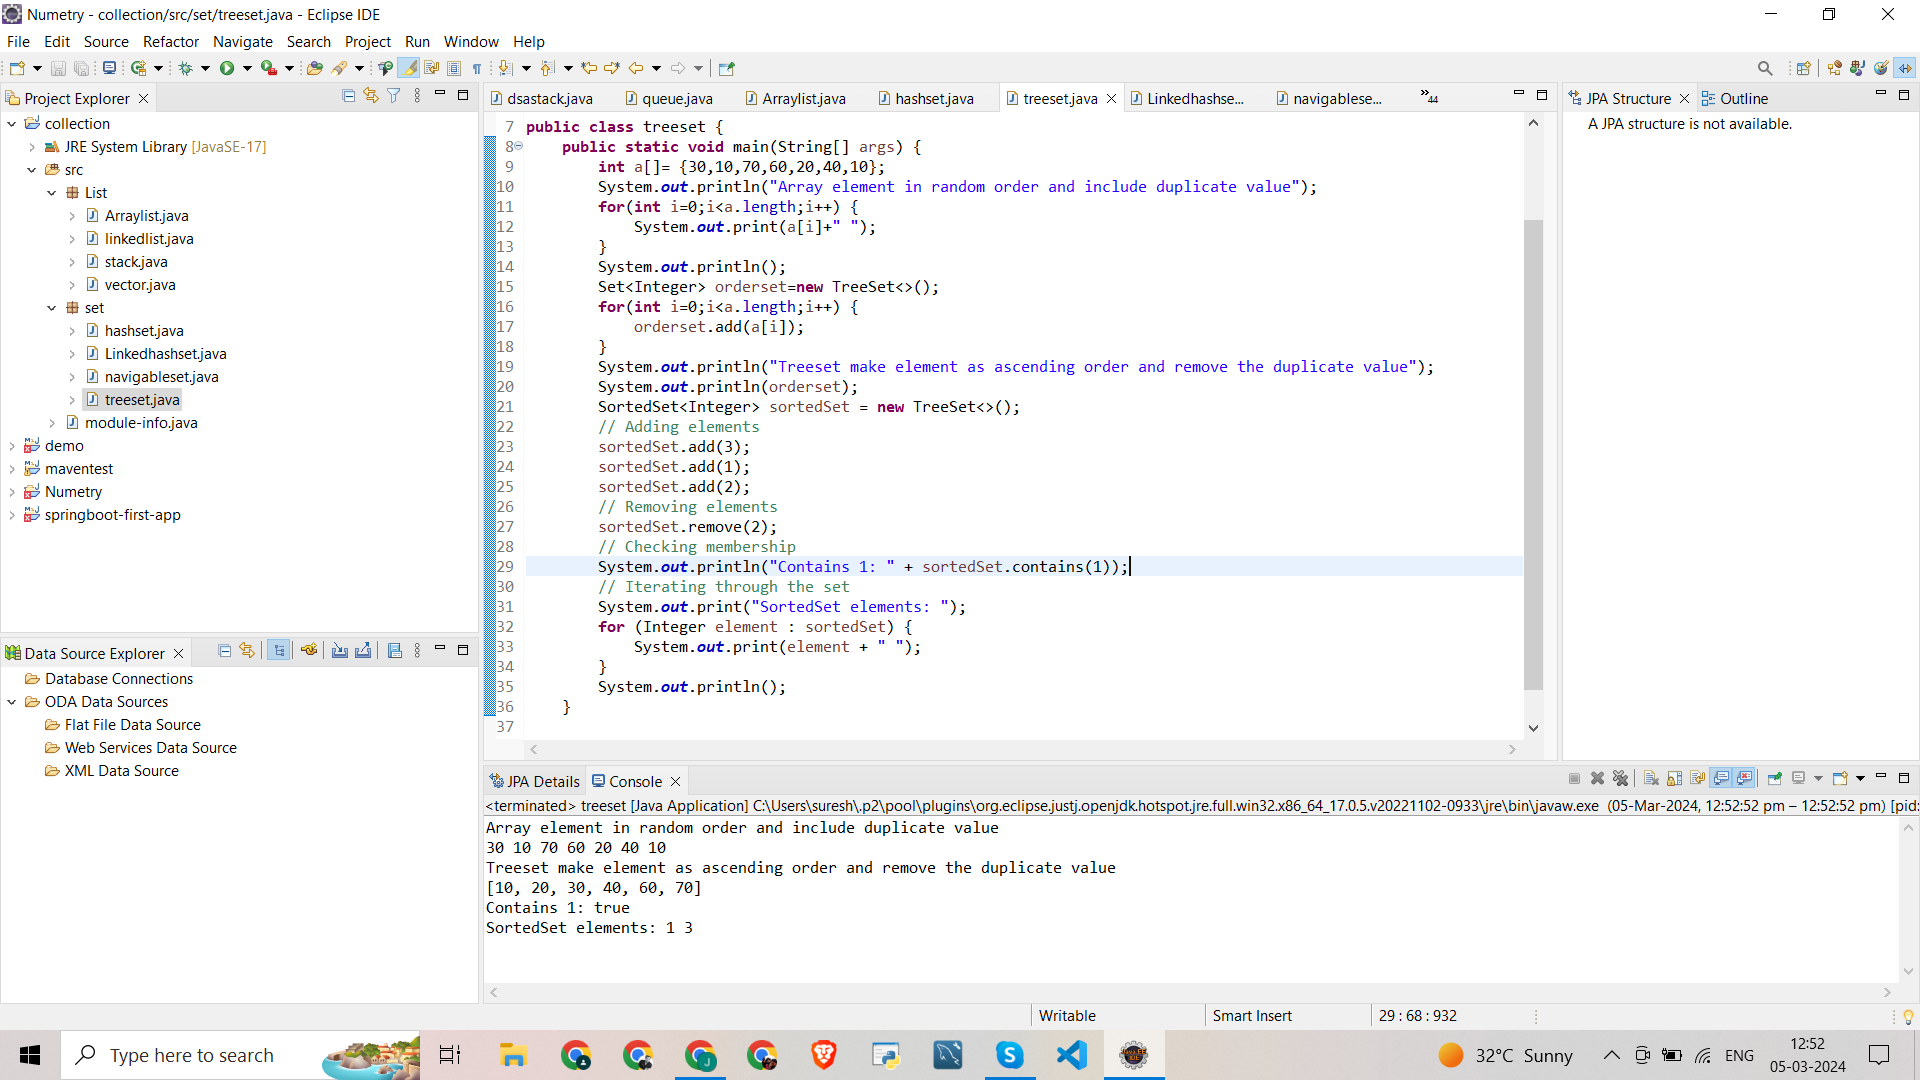 Numetry - collection/src/set/treeset.java - Eclipse IDE
File Edit Source Refactor Navigate Search Project Run Window Help
Project Explorer
collection
JRE System Library [JavaSE-17]
src
List
Arraylist.java
linkedlist.java
stack.java
vector.java
set
hashset.java
Linkedhashset.java
navigableset.java
treeset.java
module-info.java
demo
maventest
Numetry
springboot-first-app
Data Source Explorer
Database Connections
ODA Data Sources
Flat File Data Source
Web Services Data Source
XML Data Source
dsastack.java queue.java Arraylist.java hashset.java treeset.java Linkedhashse... navigablese... »44
7 public class treeset {
8 public static void main(String[] args) {
9 int a[]= {30,10,70,60,20,40,10};
10 System.out.println("Array element in random order and include duplicate value");
11 for(int i=0;i<a.length;i++) {
12 System.out.print(a[i]+" ");
13 }
14 System.out.println();
15 Set<Integer> orderset=new TreeSet<>();
16 for(int i=0;i<a.length;i++) {
17 orderset.add(a[i]);
18 }
19 System.out.println("Treeset make element as ascending order and remove the duplicate value");
20 System.out.println(orderset);
21 SortedSet<Integer> sortedSet = new TreeSet<>();
22 // Adding elements
23 sortedSet.add(3);
24 sortedSet.add(1);
25 sortedSet.add(2);
26 // Removing elements
27 sortedSet.remove(2);
28 // Checking membership
29 System.out.println("Contains 1: " + sortedSet.contains(1));
30 // Iterating through the set
31 System.out.print("SortedSet elements: ");
32 for (Integer element : sortedSet) {
33 System.out.print(element + " ");
34 }
35 System.out.println();
36 }
37
JPA Structure Outline
A JPA structure is not available.
JPA Details Console
<terminated> treeset [Java Application] C:\Users\suresh\.p2\pool\plugins\org.eclipse.justj.openjdk.hotspot.jre.full.win32.x86_64_17.0.5.v20221102-0933\jre\bin\javaw.exe (05-Mar-2024, 12:52:52 pm – 12:52:52 pm) [pid:
Array element in random order and include duplicate value
30 10 70 60 20 40 10
Treeset make element as ascending order and remove the duplicate value
[10, 20, 30, 40, 60, 70]
Contains 1: true
SortedSet elements: 1 3
Writable Smart Insert 29 : 68 : 932
Type here to search
32°C Sunny
ENG
12:52
05-03-2024